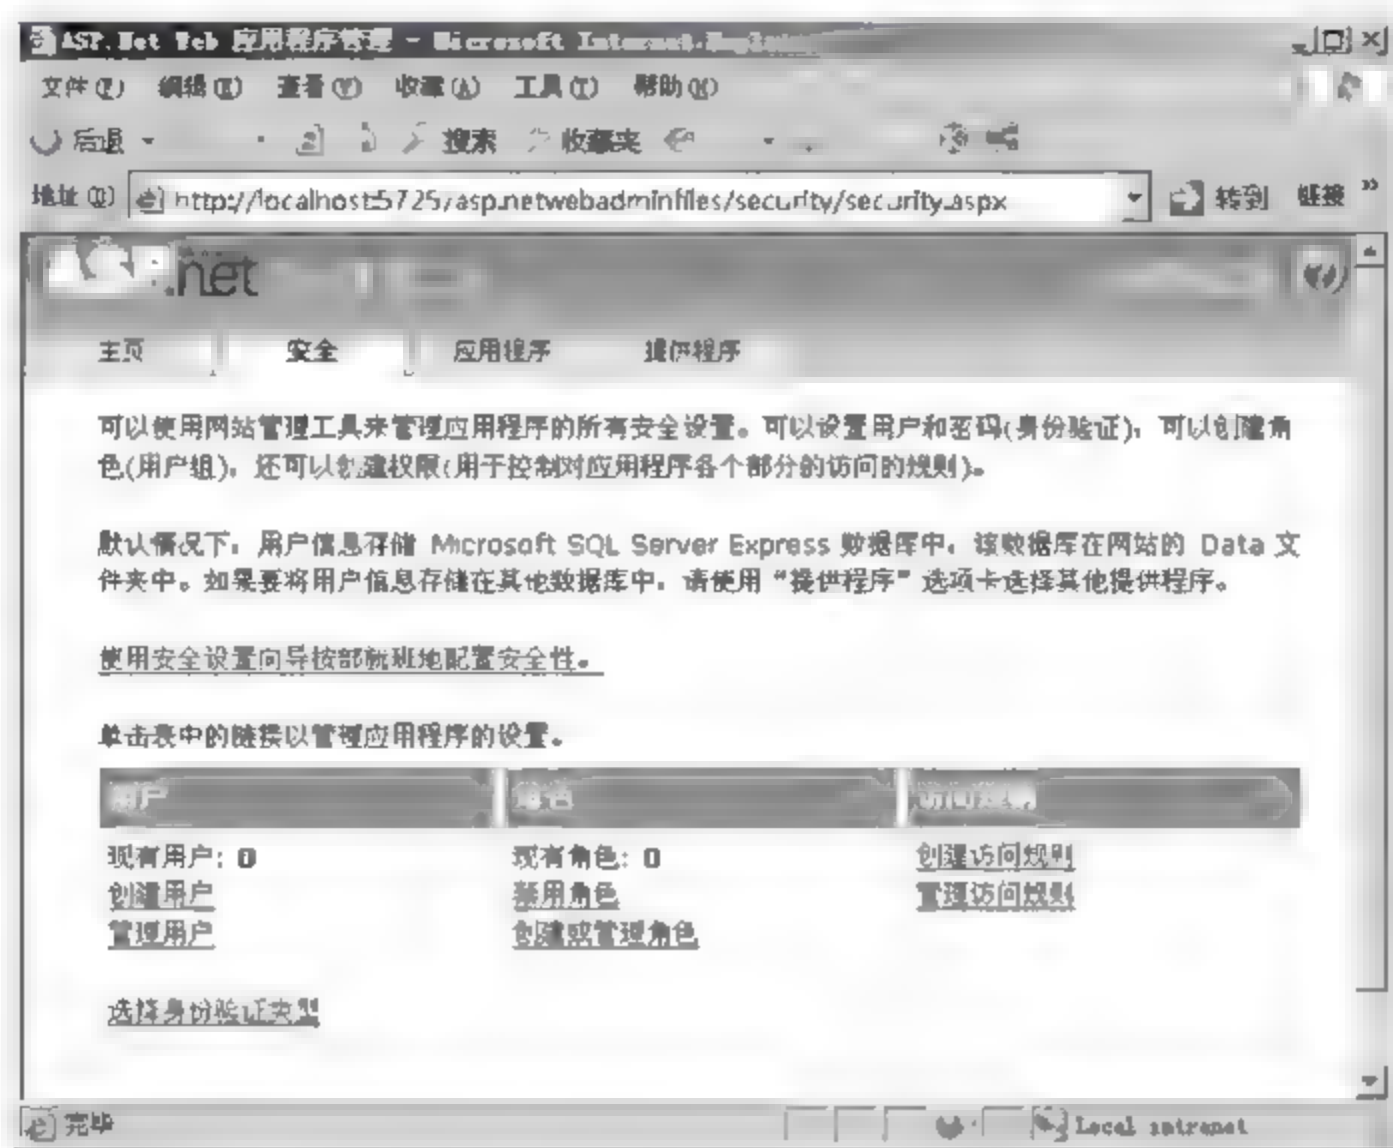 ASP.Net Web 应用程序管理 - Microsoft Internet Explorer
文件(F) 编辑(E) 查看(V) 收藏(A) 工具(T) 帮助(H)
后退 搜索 收藏夹
地址(D) http://localhost:5725/asp.netwebadminfiles/security/security.aspx 转到 链接 »
ASP.net
主页 安全 应用程序 提供程序
可以使用网站管理工具来管理应用程序的所有安全设置。可以设置用户和密码(身份验证)，可以创建角
色(用户组)，还可以创建权限(用于控制对应用程序各个部分的访问的规则)。
默认情况下，用户信息存储 Microsoft SQL Server Express 数据库中，该数据库在网站的 Data 文
件夹中。如果要将用户信息存储在其他数据库中，请使用“提供程序”选项卡选择其他提供程序。
使用安全设置向导按部就班地配置安全性。
单击表中的链接以管理应用程序的设置。
用户 角色 访问规则
现有用户: 0 现有角色: 0 创建访问规则
创建用户 禁用角色 管理访问规则
管理用户 创建或管理角色
选择身份验证类型
完毕 Local intranet